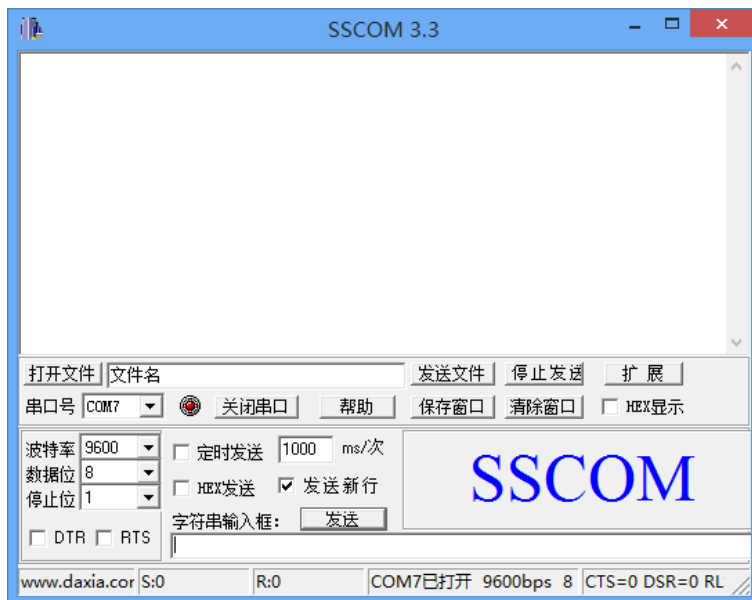 SSCOM 3.3
打开文件 文件名 发送文件 停止发送 扩 展
串口号 COM7 关闭串口 帮助 保存窗口 清除窗口 HEX显示
波特率 9600 定时发送 1000 ms/次
数据位 8
HEX发送 发送新行
停止位 1
SSCOM
字符串输入框: 发送
DTR RTS
www.daxia.cor S:0 R:0 COM7已打开 9600bps 8 CTS=0 DSR=0 RL